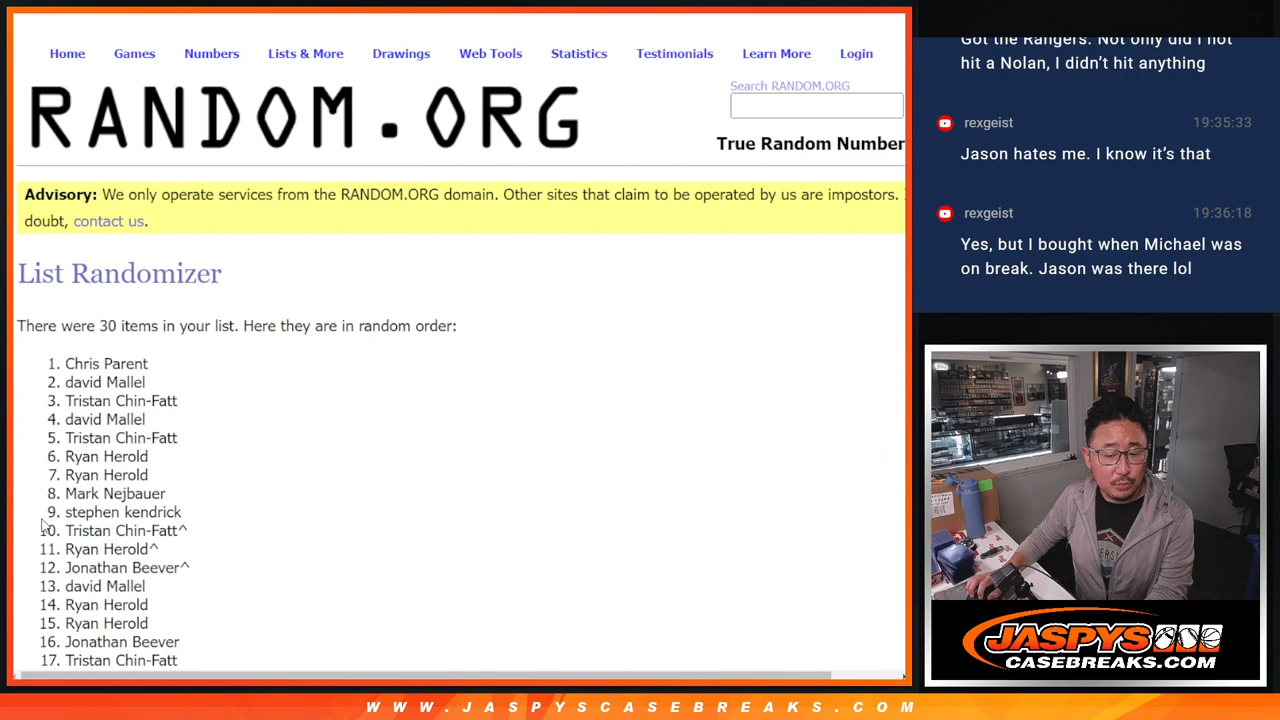 Home Games Numbers Lists & More Drawings Web Tools Statistics Testimonials Learn More Login
RANDOM.ORG
Search RANDOM.ORG
True Random Number
Advisory: We only operate services from the RANDOM.ORG domain. Other sites that claim to be operated by us are impostors.
doubt, contact us.
List Randomizer
There were 30 items in your list. Here they are in random order:
1. Chris Parent
2. david Mallel
3. Tristan Chin-Fatt
4. david Mallel
5. Tristan Chin-Fatt
6. Ryan Herold
7. Ryan Herold
8. Mark Nejbauer
9. stephen kendrick
10. Tristan Chin-Fatt^
11. Ryan Herold^
12. Jonathan Beever^
13. david Mallel
14. Ryan Herold
15. Ryan Herold
16. Jonathan Beever
17. Tristan Chin-Fatt
Got the Rangers. Not only did I not
hit a Nolan, I didn't hit anything
rexgeist 19:35:33
Jason hates me. I know it's that
rexgeist 19:36:18
Yes, but I bought when Michael was
on break. Jason was there lol
JASPYS
CASEBREAKS.COM
WWW.JASPYSCASEBREAKS.COM